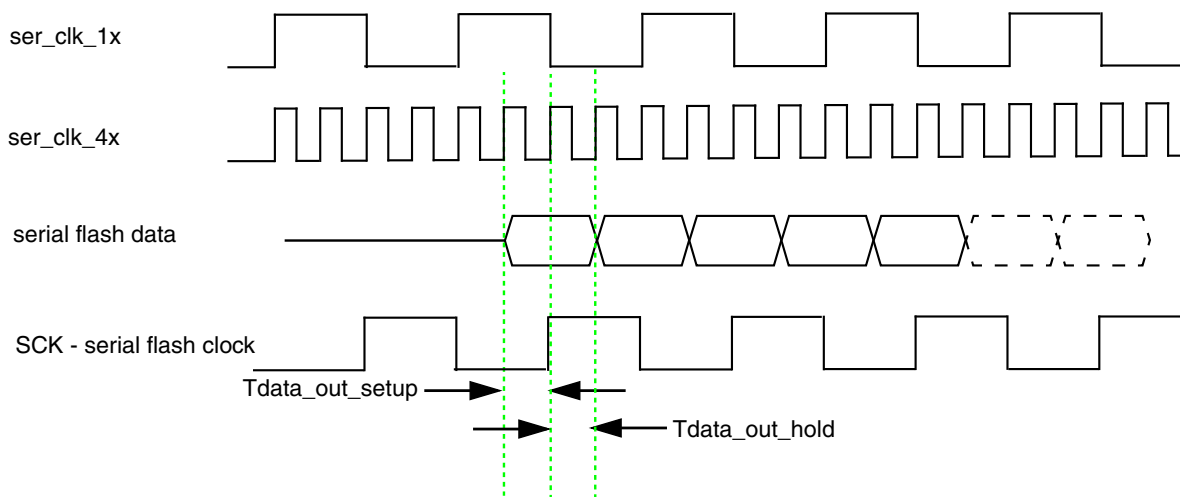 ser_clk_1x
ser_clk_4x
serial flash data
SCK - serial flash clock
Tdata_out_setup
Tdata_out_hold